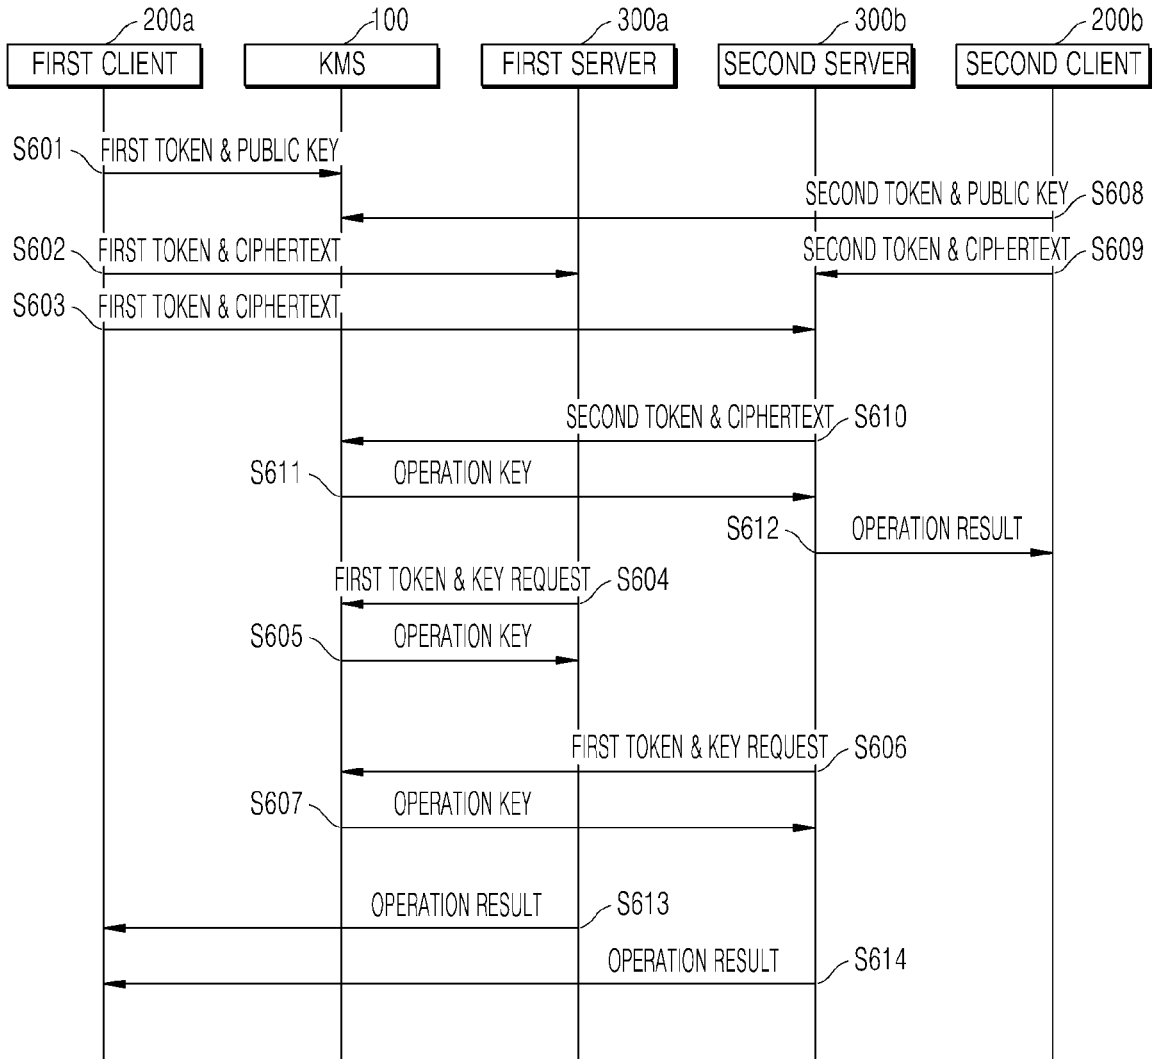 200a 100 300a 300b 200b
FIRST CLIENT KMS FIRST SERVER SECOND SERVER SECOND CLIENT
S601 FIRST TOKEN & PUBLIC KEY
SECOND TOKEN & PUBLIC KEY S608
S602 FIRST TOKEN & CIPHERTEXT SECOND TOKEN & CIPHERTEXT S609
S603 FIRST TOKEN & CIPHERTEXT
SECOND TOKEN & CIPHERTEXT S610
S611 OPERATION KEY
S612 OPERATION RESULT
FIRST TOKEN & KEY REQUEST S604
S605 OPERATION KEY
FIRST TOKEN & KEY REQUEST S606
S607 OPERATION KEY
OPERATION RESULT S613
OPERATION RESULT S614